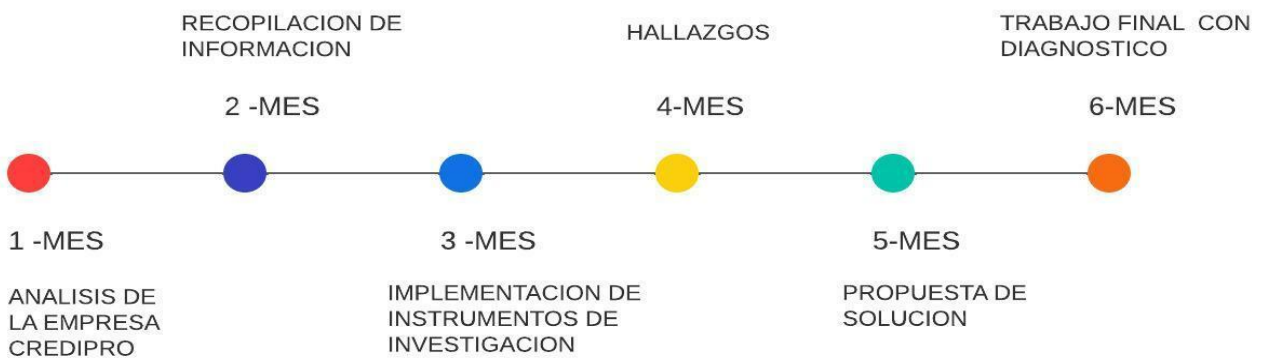 RECOPILACION DE
INFORMACION
HALLAZGOS
TRABAJO FINAL CON
DIAGNOSTICO
2 -MES
4-MES
6-MES
1 -MES
3 -MES
5-MES
ANALISIS DE
LA EMPRESA
CREDIPRO
IMPLEMENTACION DE
INSTRUMENTOS DE
INVESTIGACION
PROPUESTA DE
SOLUCION